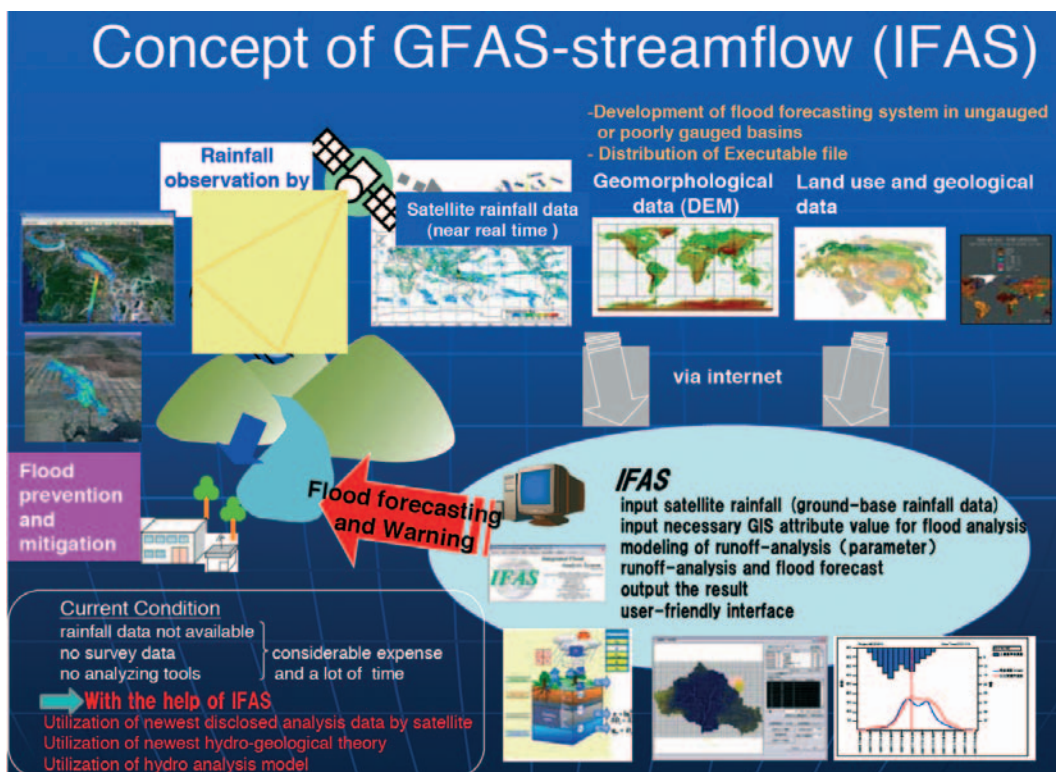 Concept of GFAS-streamflow (IFAS)
-Development of flood forecasting system in ungauged
or poorly gauged basins
- Distribution of Executable file
Rainfall
observation by
Satellite rainfall data
(near real time )
Geomorphological
data (DEM)
Land use and geological
data
via internet
Flood
prevention
and
mitigation
Flood forecasting
and Warning
IFAS
input satellite rainfall (ground-base rainfall data)
input necessary GIS attribute value for flood analysis
modeling of runoff-analysis (parameter)
runoff-analysis and flood forecast
output the result
user-friendly interface
IFAS
Current Condition
rainfall data not available
no survey data
no analyzing tools
considerable expense
and a lot of time
With the help of IFAS
Utilization of newest disclosed analysis data by satellite
Utilization of newest hydro-geological theory
Utilization of hydro analysis model